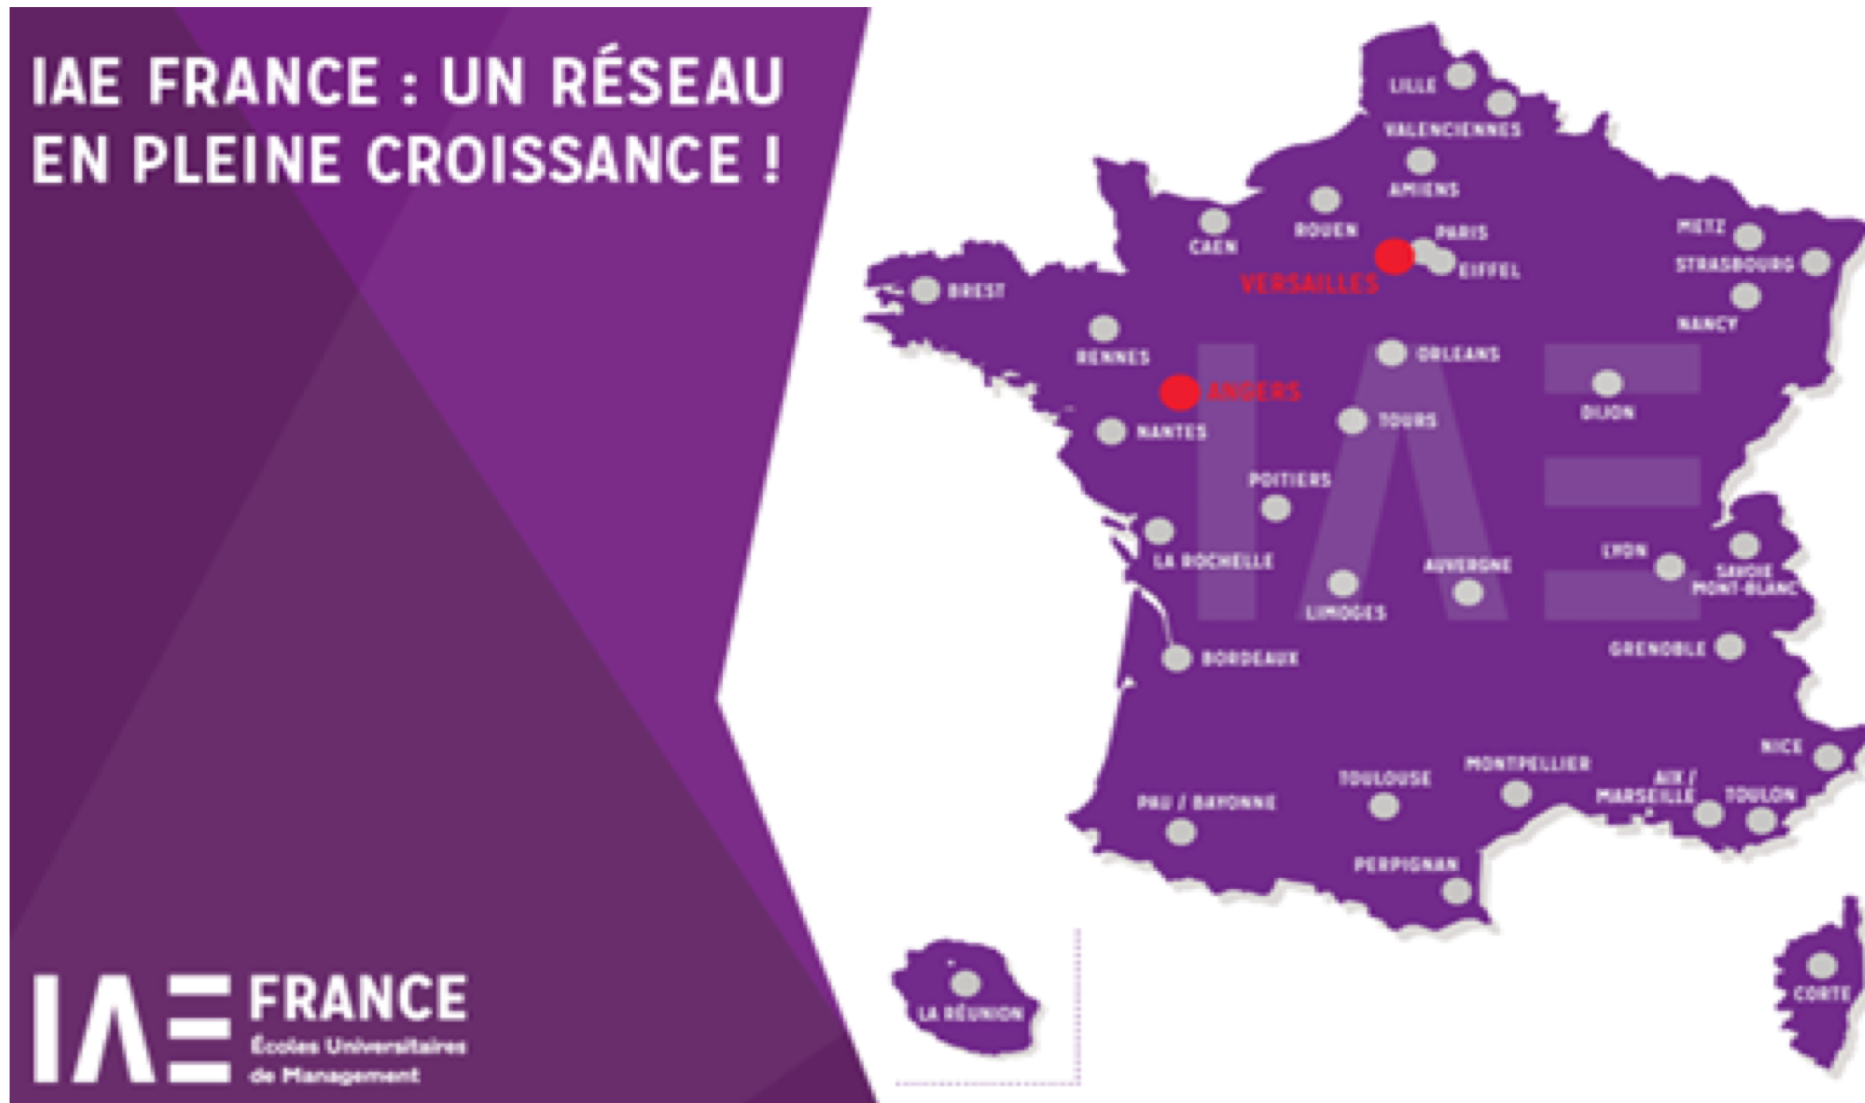 IAE FRANCE : UN RÉSEAU
EN PLEINE CROISSANCE !
LILLE
VALENCIENNES
AMIENS
ROUEN
CAEN
PARIS
EIFFEL
VERSAILLES
METZ
STRASBOURG
NANCY
BREST
RENNES
ORLEANS
ANGERS
DIJON
TOURS
NANTES
POITIERS
LA ROCHELLE
LIMOGES
AUVERGNE
LYON
SAVOIE
MONT-BLANC
GRENOBLE
BORDEAUX
NICE
MONTPELLIER
TOULOUSE
AIX /
MARSEILLE
TOULON
PAU / BAYONNE
PERPIGNAN
CORTE
LA RÉUNION
IAE
IAE FRANCE
Écoles Universitaires
de Management